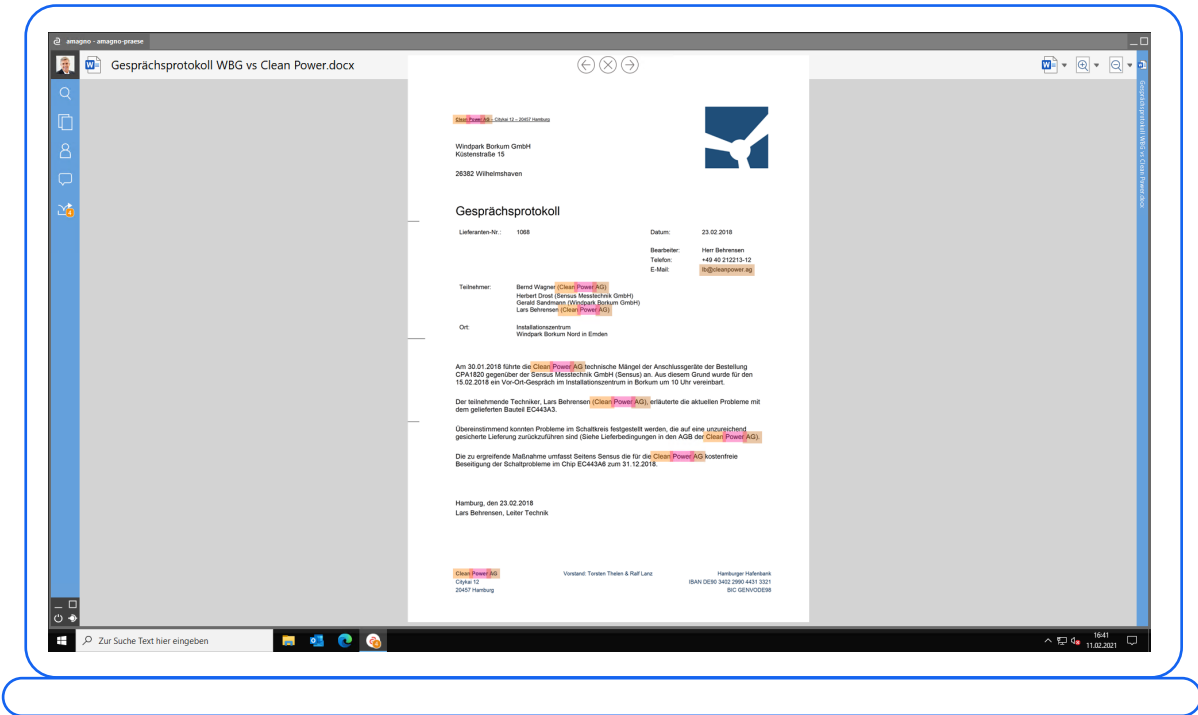 amagno - amagno-praese
Gesprächsprotokoll WBG vs Clean Power.docx
Gesprächsprotokoll WBG vs Clean Power.docx
Clean Power AG – Citykai 12 – 20457 Hamburg
Windpark Borkum GmbH
Küstenstraße 15
26382 Wilhelmshaven
Gesprächsprotokoll
Lieferanten-Nr.: 1068 Datum: 23.02.2018
Bearbeiter: Herr Behrensen
Telefon: +49 40 212213-12
E-Mail: lb@cleanpower.ag
Teilnehmer: Bernd Wagner (Clean Power AG)
Herbert Drost (Sensus Messtechnik GmbH)
Gerald Sandmann (Windpark Borkum GmbH)
Lars Behrensen (Clean Power AG)
Ort: Installationszentrum
Windpark Borkum Nord in Emden
Am 30.01.2018 führte die Clean Power AG technische Mängel der Anschlussgeräte der Bestellung
CPA1820 gegenüber der Sensus Messtechnik GmbH (Sensus) an. Aus diesem Grund wurde für den
15.02.2018 ein Vor-Ort-Gespräch im Installationszentrum in Borkum um 10 Uhr vereinbart.
Der teilnehmende Techniker, Lars Behrensen (Clean Power AG), erläuterte die aktuellen Probleme mit
dem gelieferten Bauteil EC443A3.
Übereinstimmend konnten Probleme im Schaltkreis festgestellt werden, die auf eine unzureichend
gesicherte Lieferung zurückzuführen sind (Siehe Lieferbedingungen in den AGB der Clean Power AG).
Die zu ergreifende Maßnahme umfasst Seitens Sensus die für die Clean Power AG kostenfreie
Beseitigung der Schaltprobleme im Chip EC443A6 zum 31.12.2018.
Hamburg, den 23.02.2018
Lars Behrensen, Leiter Technik
Clean Power AG Vorstand: Torsten Thelen & Ralf Lanz Hamburger Hafenbank
Citykai 12 IBAN DE90 3402 2990 4431 3321
20457 Hamburg BIC GENVODE98
Zur Suche Text hier eingeben
16:41
11.02.2021